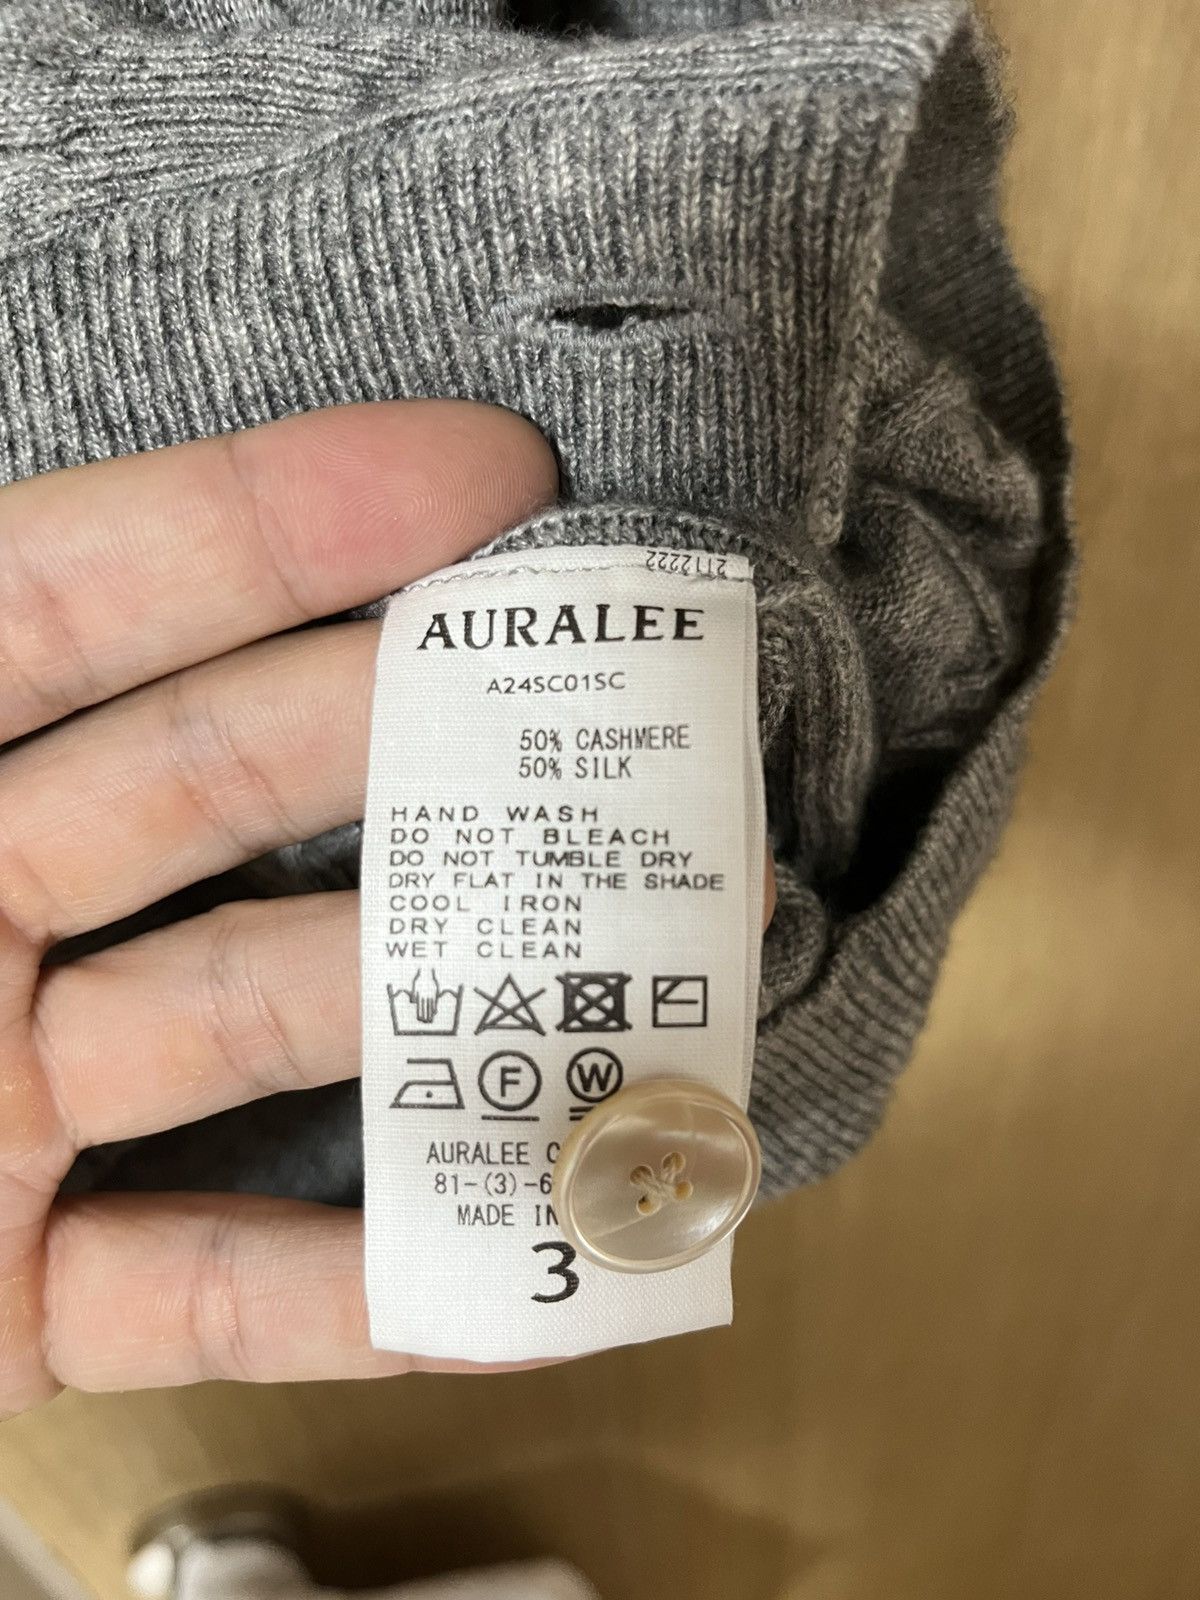 2112222
AURALEE
A24SC01SC
50% CASHMERE
50% SILK
HAND WASH
DO NOT BLEACH
DO NOT TUMBLE DRY
DRY FLAT IN THE SHADE
COOL IRON
DRY CLEAN
WET CLEAN
F W
AURALEE C
81-(3)-6
MADE IN
3